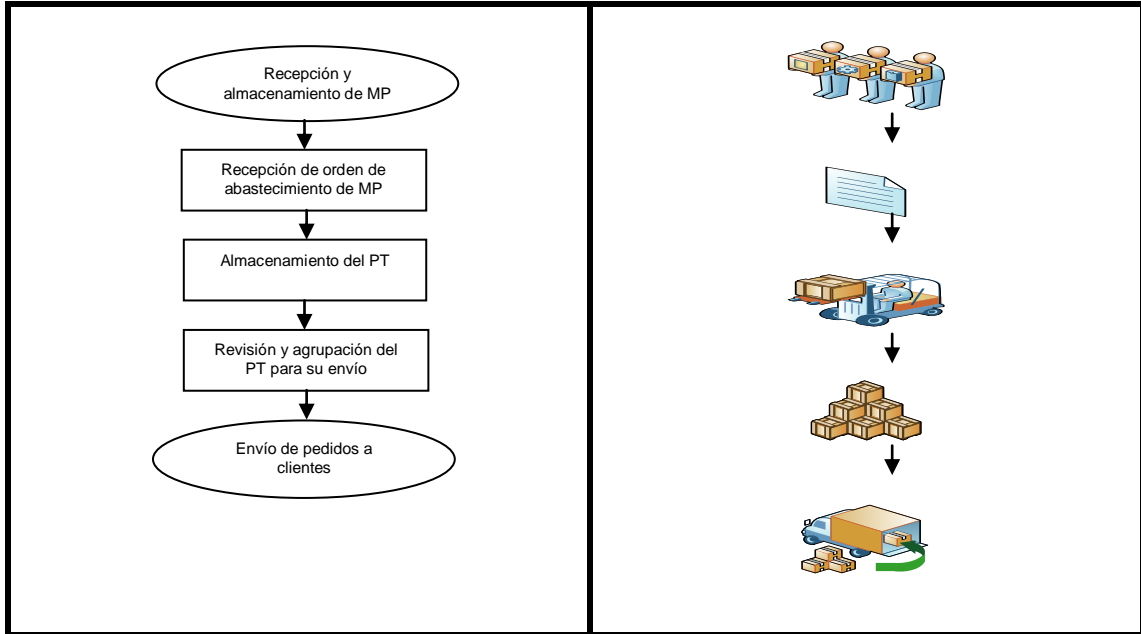 Recepción y
almacenamiento de MP
Recepción de orden de
abastecimiento de MP
Almacenamiento del PT
Revisión y agrupación del
PT para su envío
Envío de pedidos a
clientes